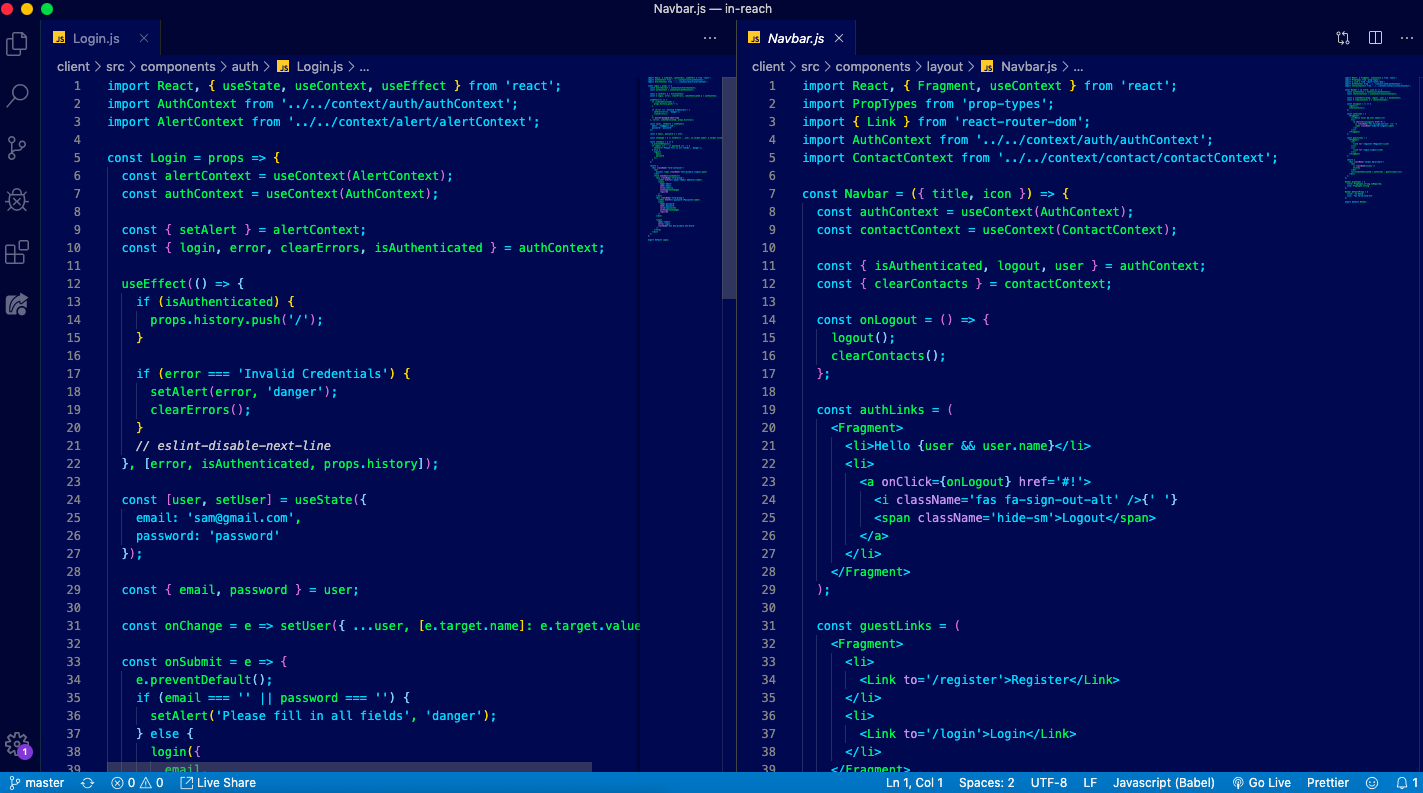 Navbar.js — in-reach
JS Login.js
JS Navbar.js
client > src > components > auth > JS Login.js > ...
1 import React, { useState, useContext, useEffect } from 'react';
2 import AuthContext from '../../context/auth/authContext';
3 import AlertContext from '../../context/alert/alertContext';
4
5 const Login = props => {
6 const alertContext = useContext(AlertContext);
7 const authContext = useContext(AuthContext);
8
9 const { setAlert } = alertContext;
10 const { login, error, clearErrors, isAuthenticated } = authContext;
11
12 useEffect(() => {
13 if (isAuthenticated) {
14 props.history.push('/');
15 }
16
17 if (error === 'Invalid Credentials') {
18 setAlert(error, 'danger');
19 clearErrors();
20 }
21 // eslint-disable-next-line
22 }, [error, isAuthenticated, props.history]);
23
24 const [user, setUser] = useState({
25 email: 'sam@gmail.com',
26 password: 'password'
27 });
28
29 const { email, password } = user;
30
31 const onChange = e => setUser({ ...user, [e.target.name]: e.target.value
32
33 const onSubmit = e => {
34 e.preventDefault();
35 if (email === '' || password === '') {
36 setAlert('Please fill in all fields', 'danger');
37 } else {
38 login({
39 email
client > src > components > layout > JS Navbar.js > ...
1 import React, { Fragment, useContext } from 'react';
2 import PropTypes from 'prop-types';
3 import { Link } from 'react-router-dom';
4 import AuthContext from '../../context/auth/authContext';
5 import ContactContext from '../../context/contact/contactContext';
6
7 const Navbar = ({ title, icon }) => {
8 const authContext = useContext(AuthContext);
9 const contactContext = useContext(ContactContext);
10
11 const { isAuthenticated, logout, user } = authContext;
12 const { clearContacts } = contactContext;
13
14 const onLogout = () => {
15 logout();
16 clearContacts();
17 };
18
19 const authLinks = (
20 <Fragment>
21 <li>Hello {user && user.name}</li>
22 <li>
23 <a onClick={onLogout} href='#!'>
24 <i className='fas fa-sign-out-alt' />{' '}
25 <span className='hide-sm'>Logout</span>
26 </a>
27 </li>
28 </Fragment>
29 );
30
31 const guestLinks = (
32 <Fragment>
33 <li>
34 <Link to='/register'>Register</Link>
35 </li>
36 <li>
37 <Link to='/login'>Login</Link>
38 </li>
39 </Fragment>
1
master 0 0 Live Share Ln 1, Col 1 Spaces: 2 UTF-8 LF Javascript (Babel) Go Live Prettier 1